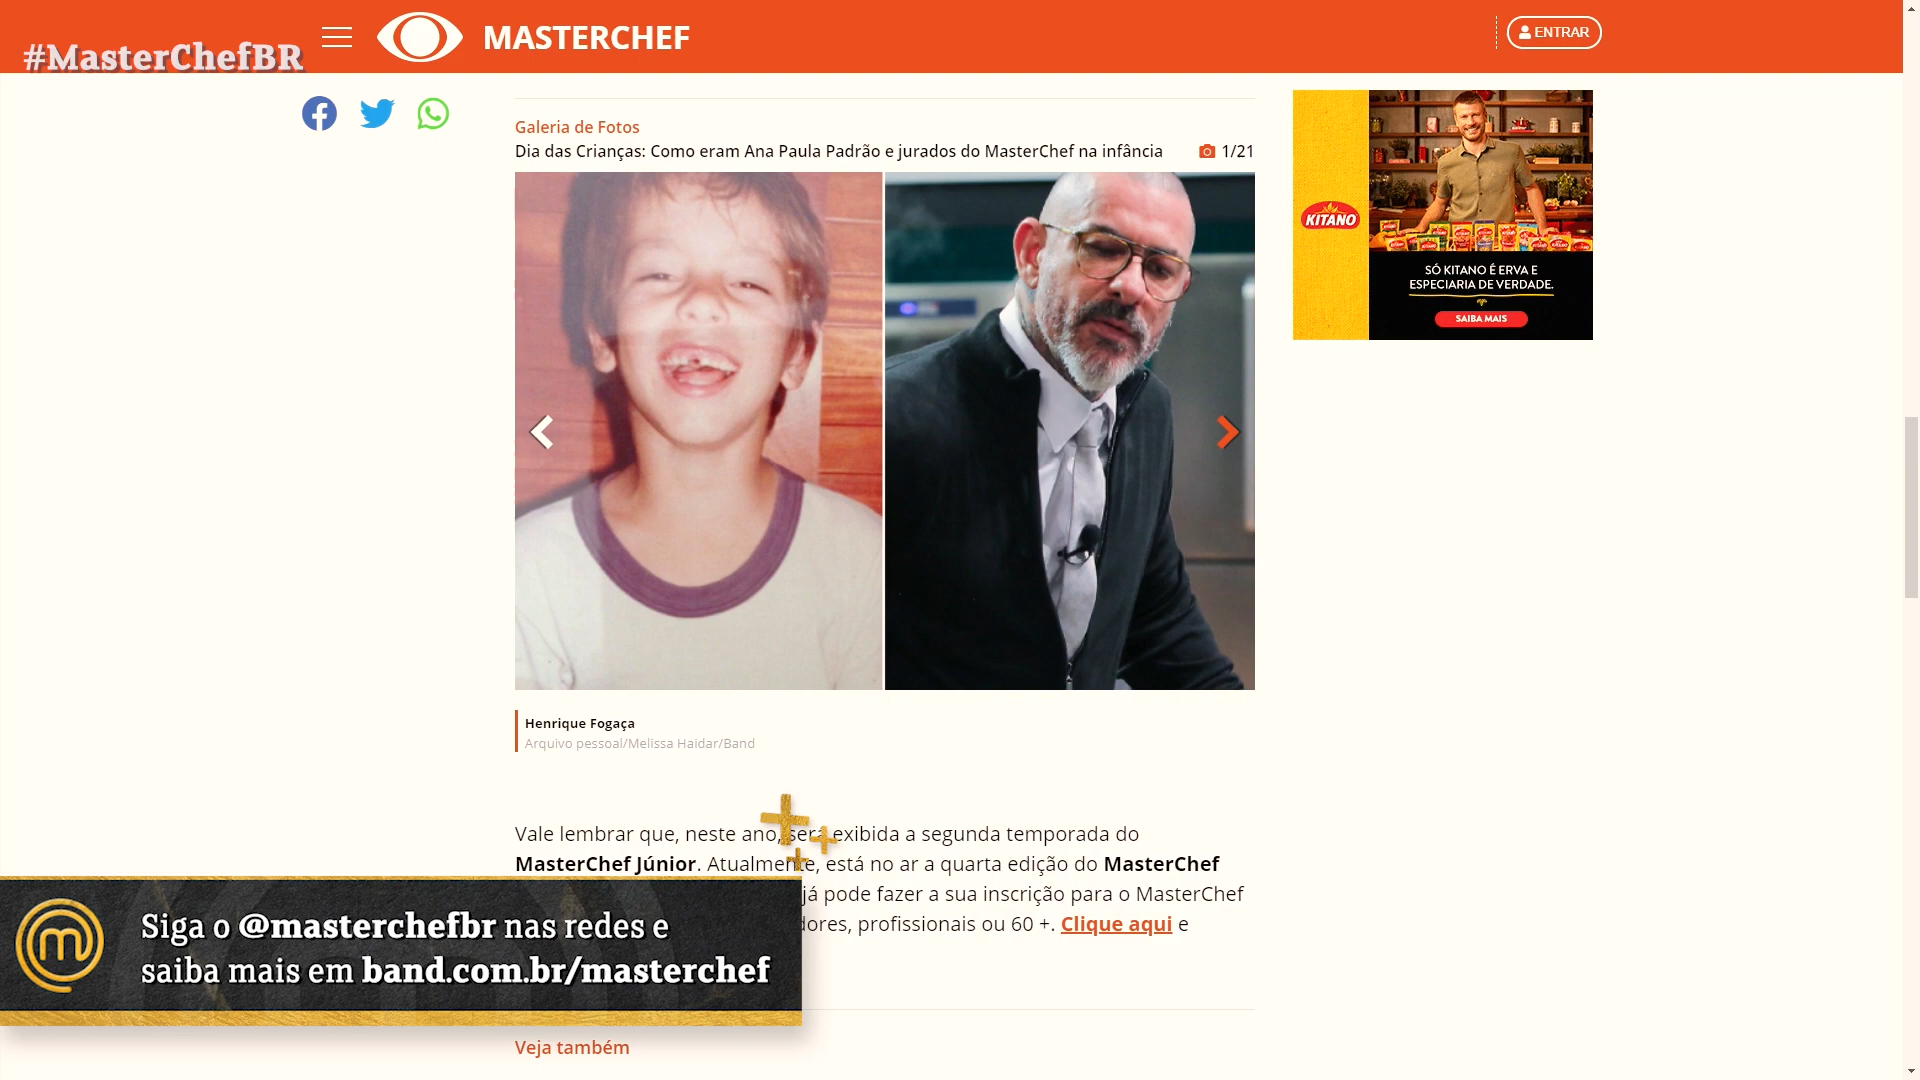 #MasterChefBR
MASTERCHEF
ENTRAR
Galeria de Fotos
Dia das Crianças: Como eram Ana Paula Padrão e jurados do MasterChef na infância
1/21
KITANO
SÓ KITANO É ERVA E
ESPECIARIA DE VERDADE.
SAIBA MAIS
Henrique Fogaça
Arquivo pessoal/Melissa Haidar/Band
Vale lembrar que, neste ano, será exibida a segunda temporada do
MasterChef Júnior. Atualmente, está no ar a quarta edição do MasterChef
já pode fazer a sua inscrição para o MasterChef
dores, profissionais ou 60 +. Clique aqui e
Siga o @masterchefbr nas redes e
saiba mais em band.com.br/masterchef
Veja também